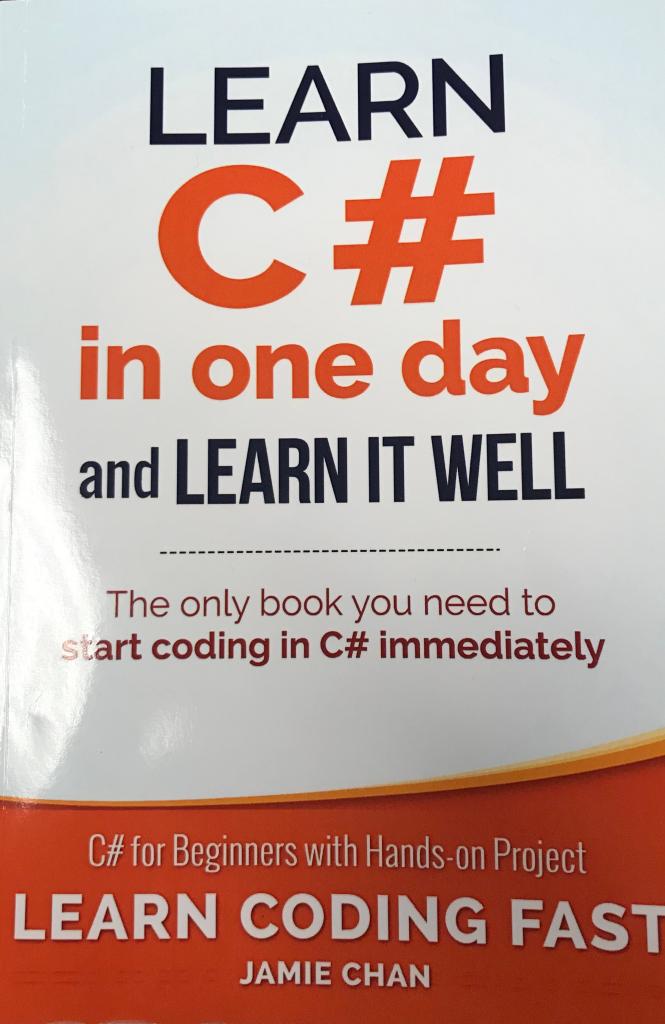 LEARN
C#
in one day
and LEARN IT WELL
The only book you need to
start coding in C# immediately
C# for Beginners with Hands-on Project
LEARN CODING FAST
JAMIE CHAN